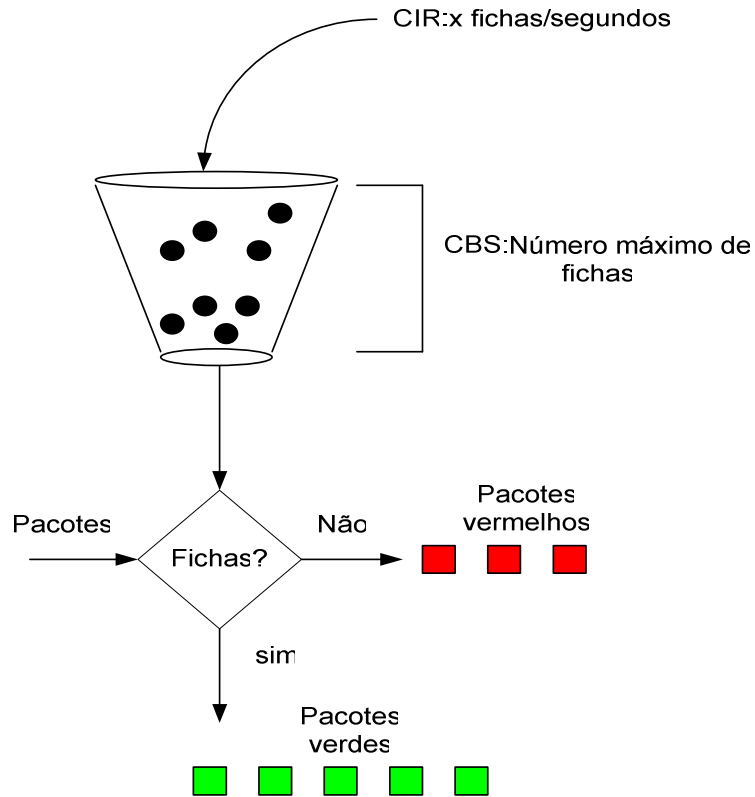 CIR:x fichas/segundos
CBS:Número máximo de
fichas
Pacotes
Fichas?
Não
Pacotes
vermelhos
sim
Pacotes
verdes